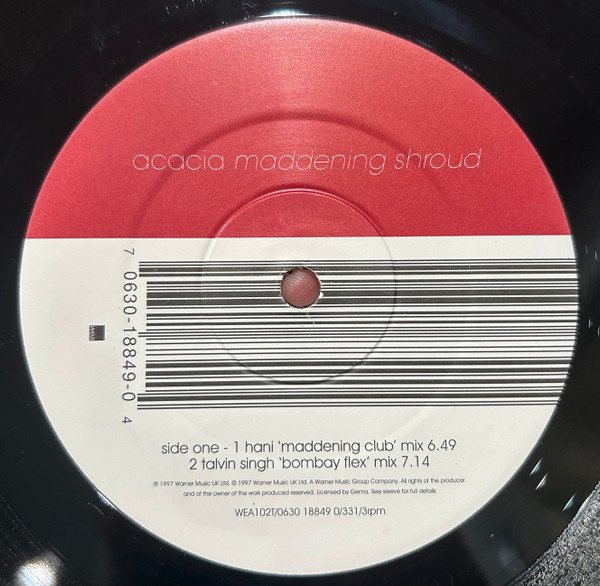 acacia maddening shroud
7 0630-18849-0 4
side one - 1 hani 'maddening club' mix 6.49
2 talvin singh 'bombay flex' mix 7.14
℗ 1997 Warner Music UK Ltd. © 1997 Warner Music UK Ltd. A Warner Music Group Company. All rights of the producer
and of the owner of the work produced reserved. Licensed by Gema. See sleeve for full details
WEA102T/0630 18849 0/331/3rpm